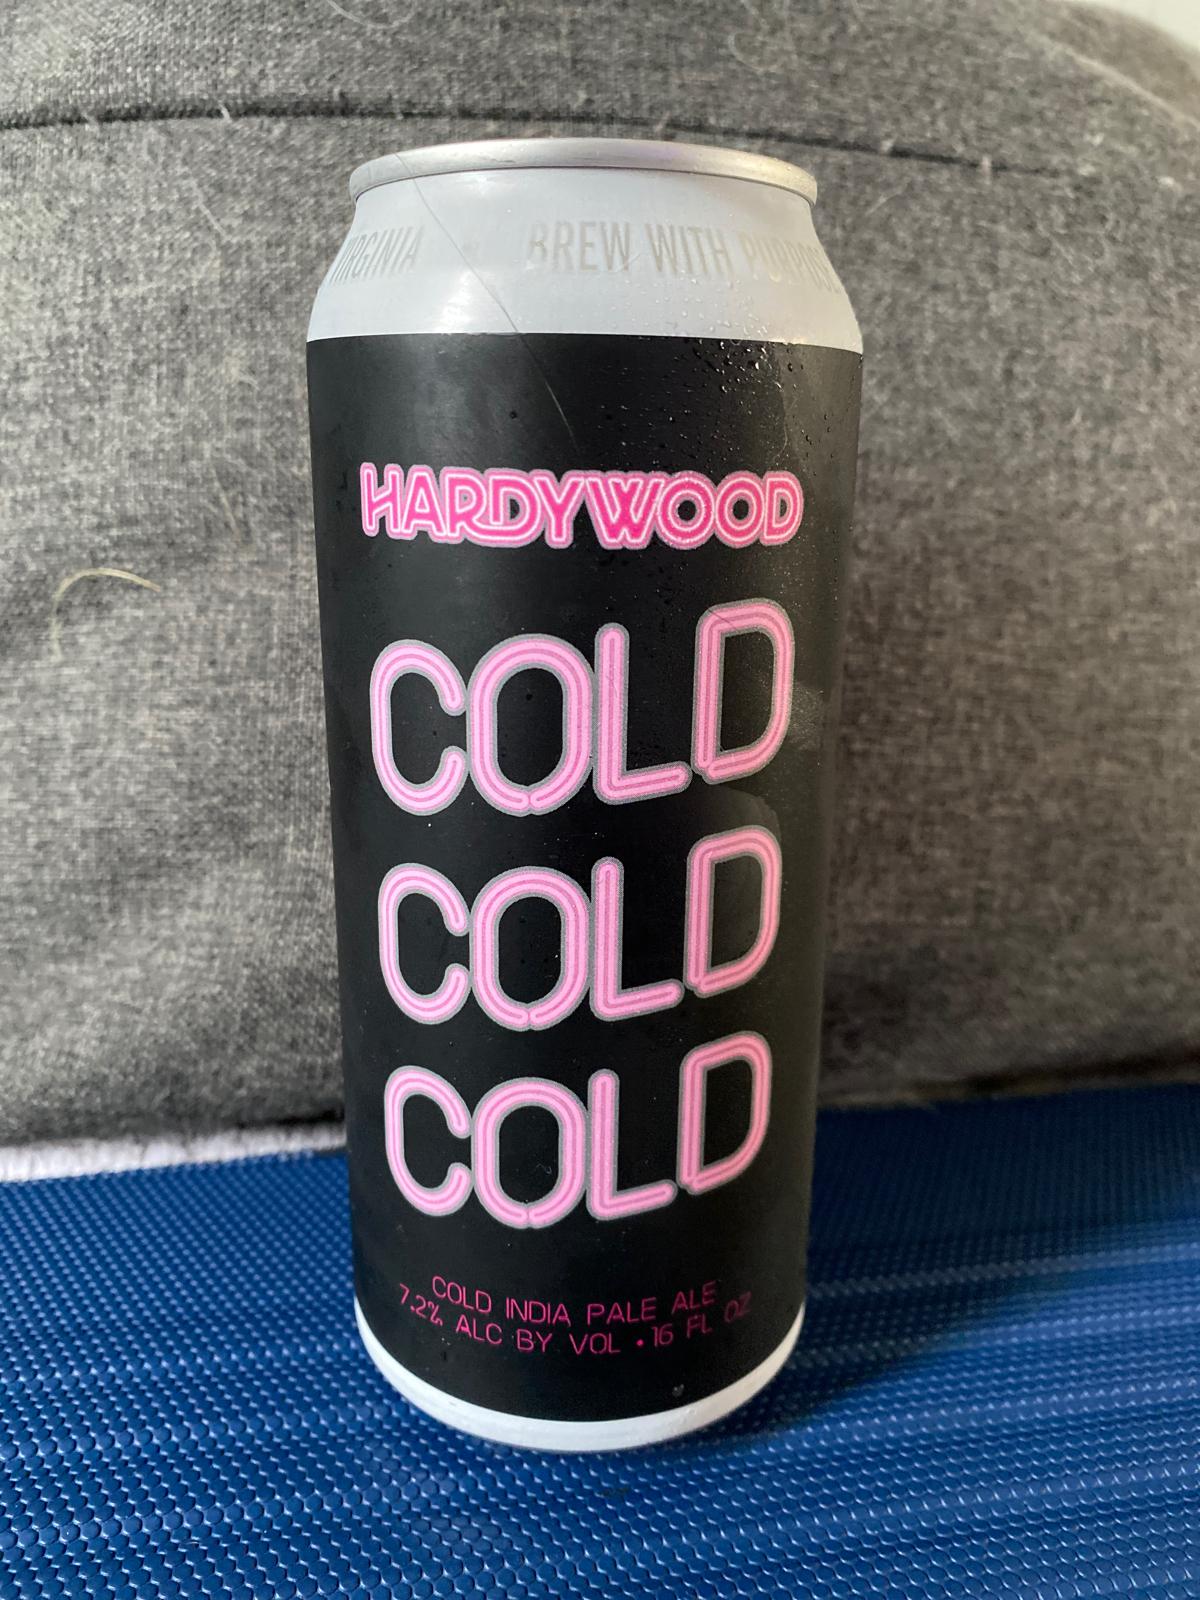 VIRGINIA BREW WITH PURPOSE
HARDYWOOD
COLD
COLD
COLD
COLD INDIA PALE ALE
7.2% ALC BY VOL • 16 FL OZ